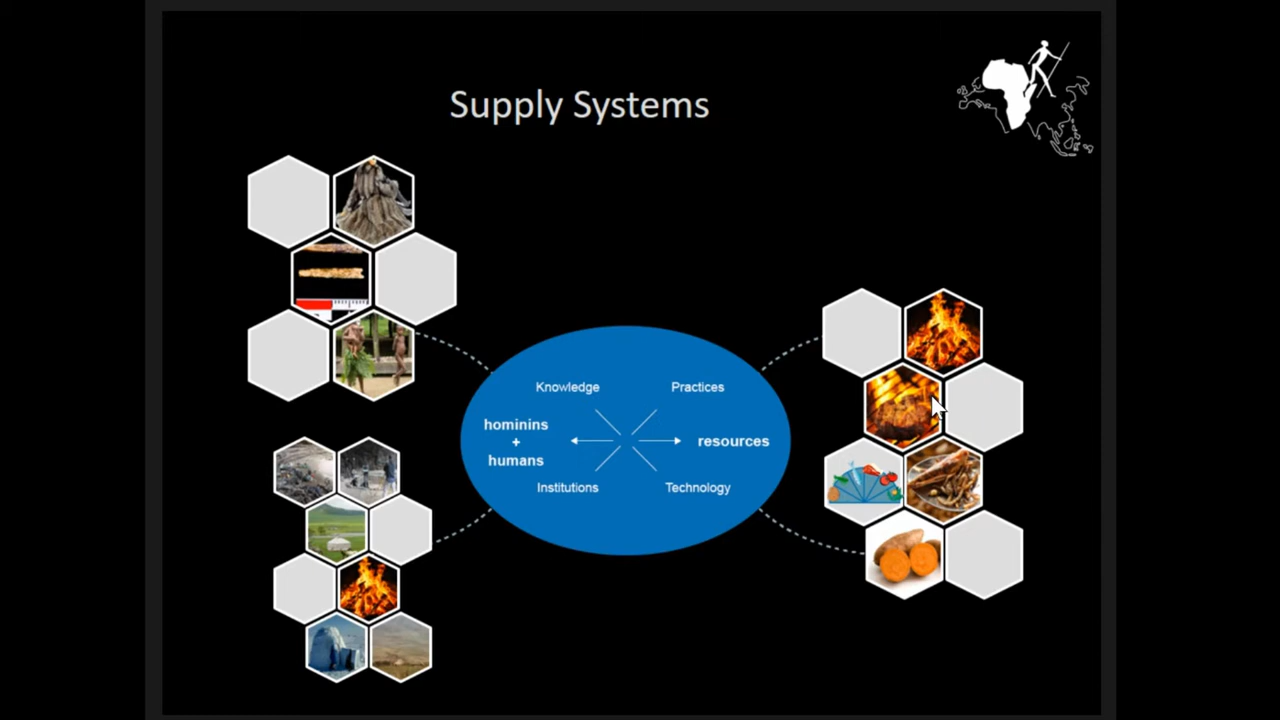 Supply Systems
Knowledge
Practices
hominins
+
humans
resources
Institutions
Technology